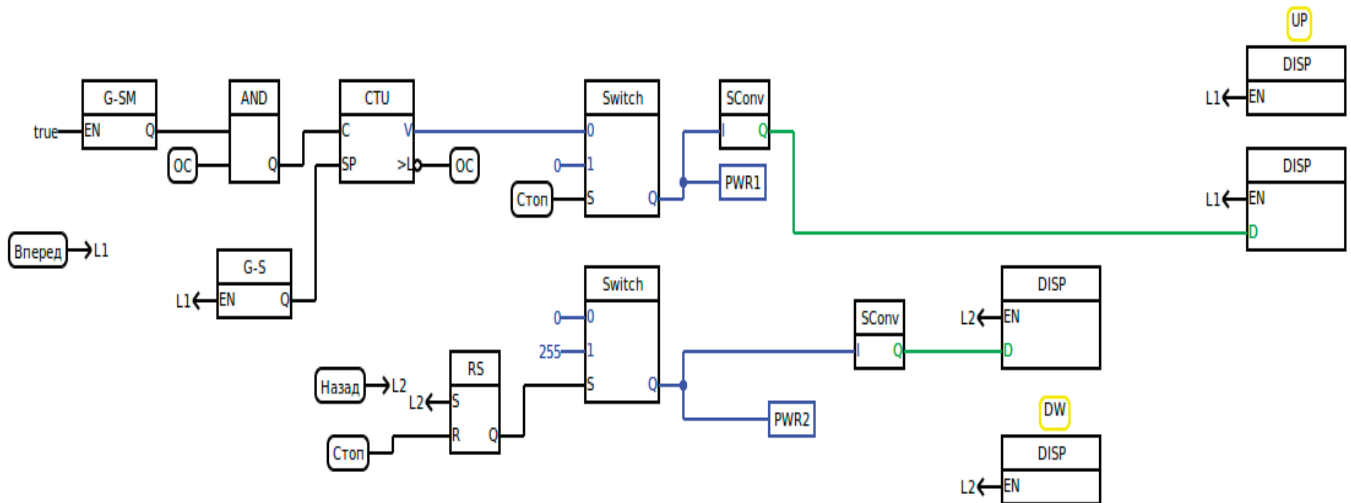 UP
DISP
L1
EN
G-SM
true
EN
Q
AND
ОС
Q
CTU
C
V
SP
>L
ОС
Switch
0
0
1
Стоп
S
Q
SConv
I
Q
PWR1
DISP
L1
EN
D
Вперед
L1
G-S
L1
EN
Q
Switch
0
0
255
1
S
Q
SConv
I
Q
DISP
L2
EN
D
Назад
L2
RS
L2
S
Стоп
R
Q
PWR2
DW
DISP
L2
EN